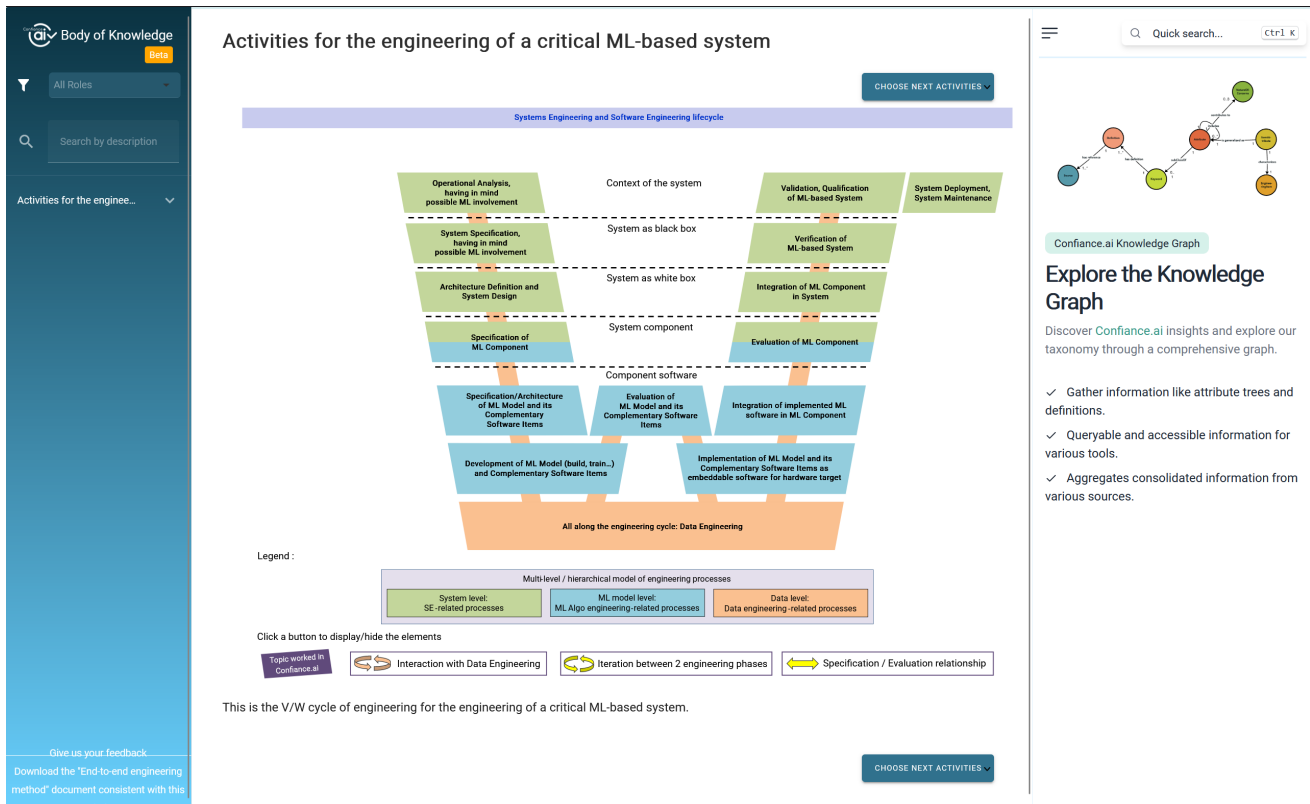 Confiance
ai Body of Knowledge
Beta
All Roles
Search by description
Activities for the enginee...
Give us your feedback
Download the "End-to-end engineering
method" document consistent with this
Activities for the engineering of a critical ML-based system
CHOOSE NEXT ACTIVITIES
Systems Engineering and Software Engineering lifecycle
Operational Analysis,
having in mind
possible ML involvement
Context of the system
Validation, Qualification
of ML-based System
System Deployment,
System Maintenance
System Specification,
having in mind
possible ML involvement
System as black box
Verification of
ML-based System
Architecture Definition and
System Design
System as white box
Integration of ML Component
in System
Specification of
ML Component
System component
Evaluation of ML Component
Component software
Specification/Architecture
of ML Model and its
Complementary
Software Items
Evaluation of
ML Model and its
Complementary Software
Items
Integration of implemented ML
software in ML Component
Development of ML Model (build, train...)
and Complementary Software Items
Implementation of ML Model and its
Complementary Software Items as
embeddable software for hardware target
All along the engineering cycle: Data Engineering
Legend :
Multi-level / hierarchical model of engineering processes
System level:
SE-related processes
ML model level:
ML Algo engineering-related processes
Data level:
Data engineering-related processes
Click a button to display/hide the elements
Topic worked in
Confiance.ai
Interaction with Data Engineering
Iteration between 2 engineering phases
Specification / Evaluation relationship
This is the V/W cycle of engineering for the engineering of a critical ML-based system.
CHOOSE NEXT ACTIVITIES
Quick search...
Ctrl K
Confiance.ai Knowledge Graph
Explore the Knowledge
Graph
Discover Confiance.ai insights and explore our
taxonomy through a comprehensive graph.
✓ Gather information like attribute trees and
definitions.
✓ Queryable and accessible information for
various tools.
✓ Aggregates consolidated information from
various sources.